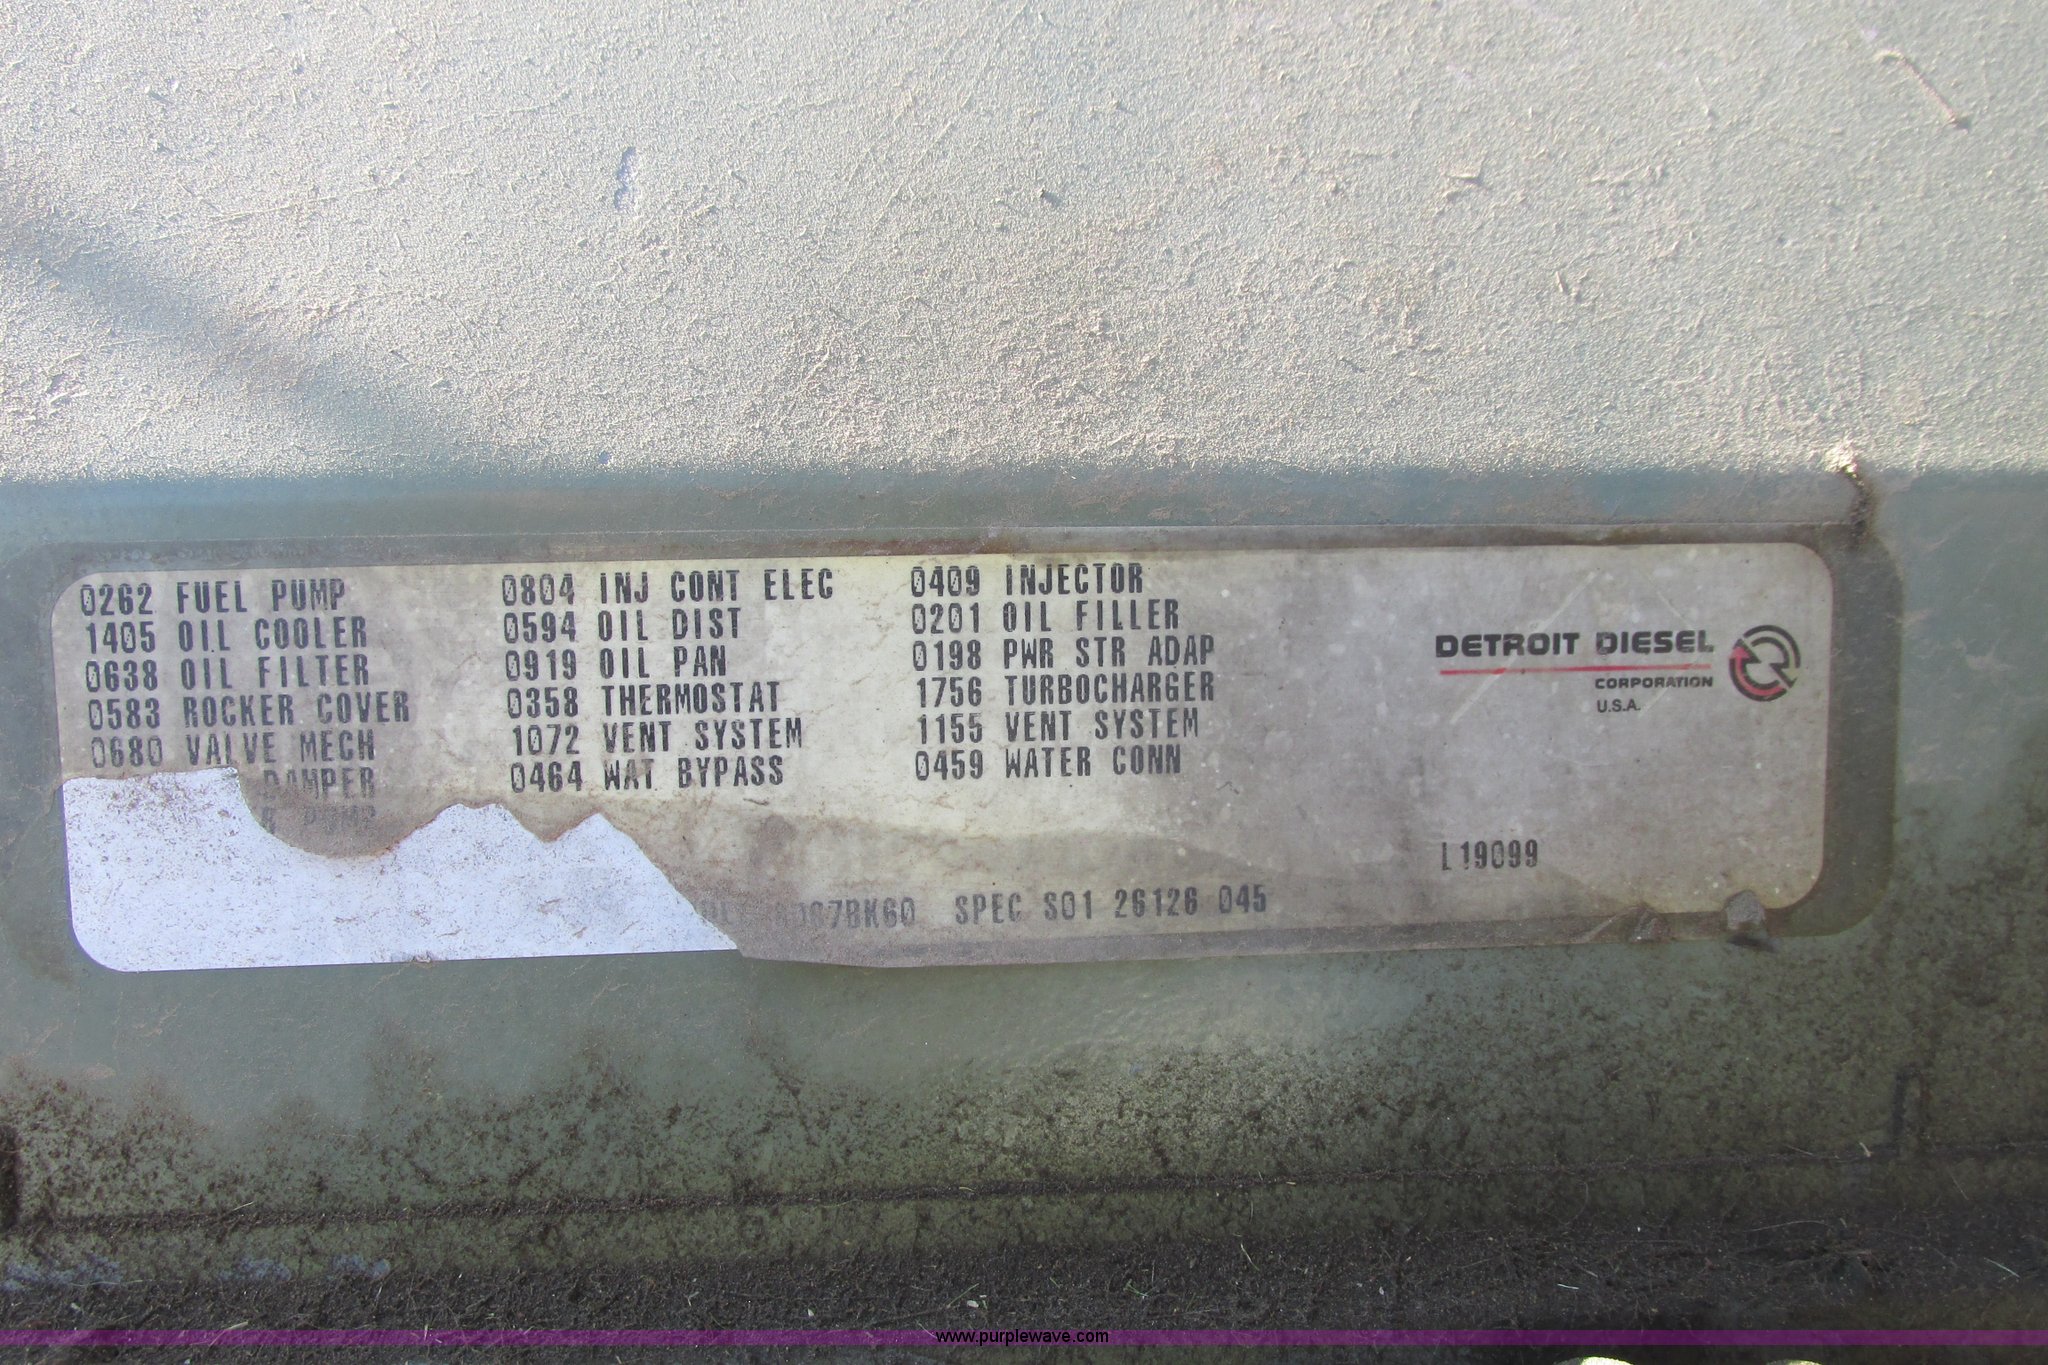 0262 FUEL PUMP
1405 OIL COOLER
0638 OIL FILTER
0583 ROCKER COVER
0680 VALVE MECH
DAMPER
PUMP
0804 INJ CONT ELEC
0594 OIL DIST
0919 OIL PAN
0358 THERMOSTAT
1072 VENT SYSTEM
0464 WAT BYPASS
0409 INJECTOR
0201 OIL FILLER
0198 PWR STR ADAP
1756 TURBOCHARGER
1155 VENT SYSTEM
0459 WATER CONN
DETROIT DIESEL
CORPORATION
U.S.A.
L19099
SPEC S01 26126 045
www.purplewave.com